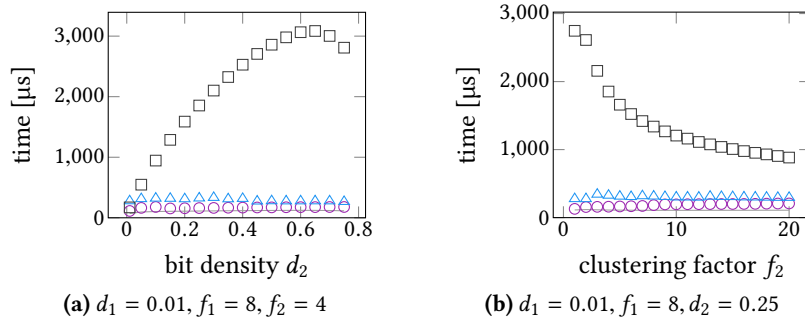 3,000
2,000
1,000
0
time [μs]
0 0.2 0.4 0.6 0.8
bit density d₂
(a) d₁ = 0.01, f₁ = 8, f₂ = 4
3,000
2,000
1,000
0
time [μs]
0 10 20
clustering factor f₂
(b) d₁ = 0.01, f₁ = 8, d₂ = 0.25